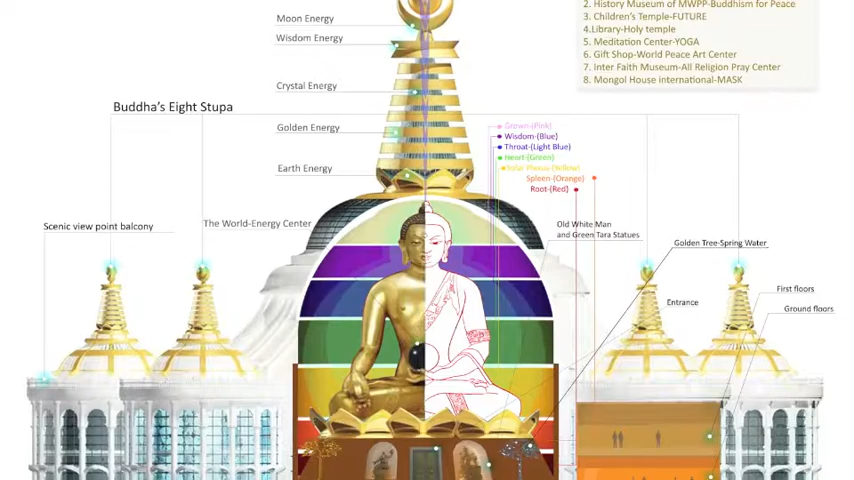 2. History Museum of MWPP-Buddhism for Peace
3. Children's Temple-FUTURE
4.Library-Holy temple
5. Meditation Center-YOGA
6. Gift Shop-World Peace Art Center
7. Inter Faith Museum-All Religion Pray Center
8. Mongol House international-MASK
Moon Energy
Wisdom Energy
Crystal Energy
Buddha's Eight Stupa
Golden Energy
Earth Energy
Crown-(Pink)
Wisdom-(Blue)
Throat-(Light Blue)
Heart-(Green)
Solar Plexus-(Yellow)
Spleen-(Orange)
Root-(Red)
Scenic view point balcony
The World-Energy Center
Old White Man
and Green Tara Statues
Golden Tree-Spring Water
First floors
Entrance
Ground floors